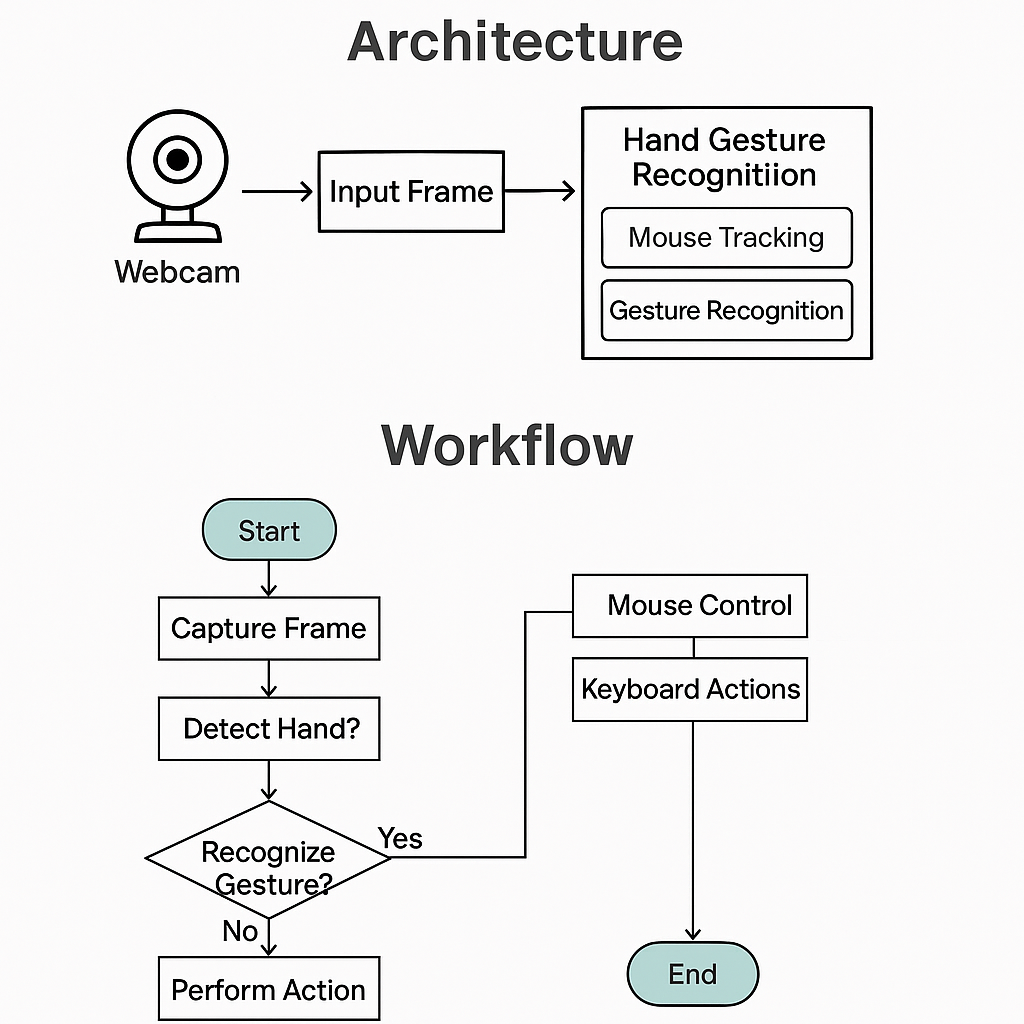 Architecture
Webcam
Input Frame
Hand Gesture
Recognitiion
Mouse Tracking
Gesture Recognition
Workflow
Start
Capture Frame
Detect Hand?
Recognize
Gesture?
Yes
No
Perform Action
Mouse Control
Keyboard Actions
End